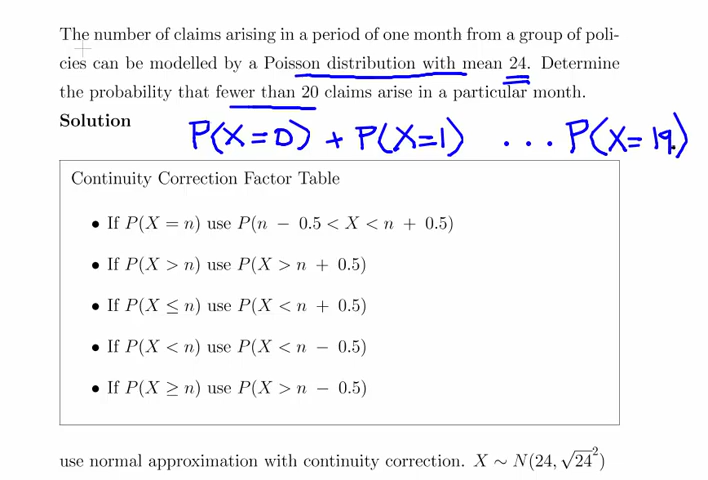 The number of claims arising in a period of one month from a group of poli-
cies can be modelled by a Poisson distribution with mean 24. Determine
the probability that fewer than 20 claims arise in a particular month.
Solution
P(X=0) + P(X=1) ... P(X=19)
Continuity Correction Factor Table
• If P(X = n) use P(n − 0.5 < X < n + 0.5)
• If P(X > n) use P(X > n + 0.5)
• If P(X ≤ n) use P(X < n + 0.5)
• If P(X < n) use P(X < n − 0.5)
• If P(X ≥ n) use P(X > n − 0.5)
use normal approximation with continuity correction. X ∼ N(24, √24²)